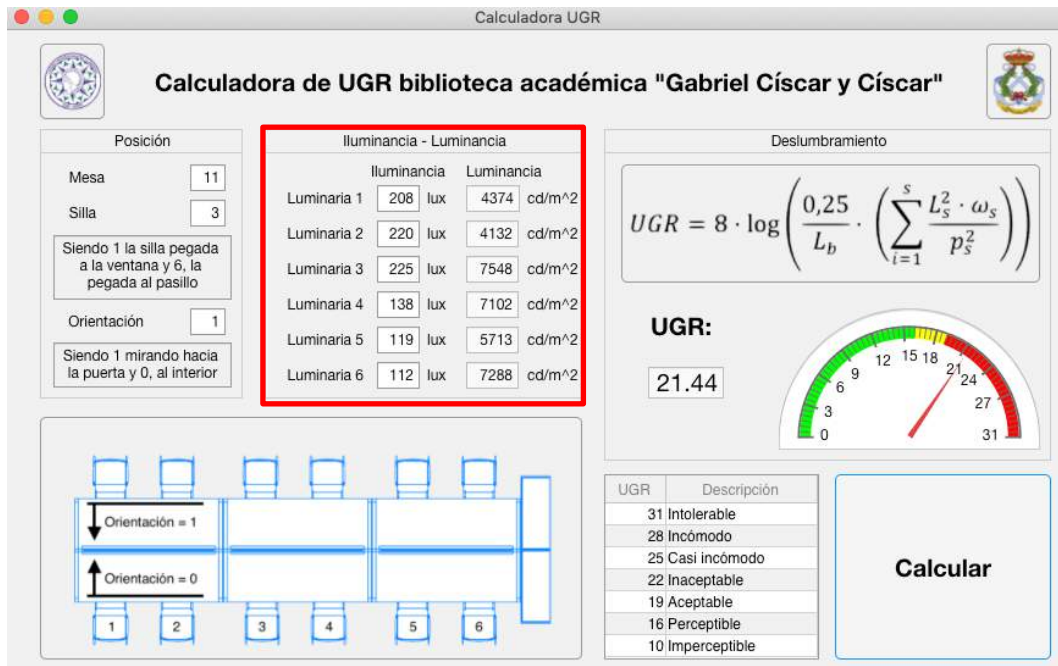 Calculadora UGR
Calculadora de UGR biblioteca académica "Gabriel Císcar y Císcar"
Posición
Mesa 11
Silla 3
Siendo 1 la silla pegada
a la ventana y 6, la
pegada al pasillo
Orientación 1
Siendo 1 mirando hacia
la puerta y 0, al interior
Iluminancia - Luminancia
Iluminancia Luminancia
Luminaria 1 208 lux 4374 cd/m^2
Luminaria 2 220 lux 4132 cd/m^2
Luminaria 3 225 lux 7548 cd/m^2
Luminaria 4 138 lux 7102 cd/m^2
Luminaria 5 119 lux 5713 cd/m^2
Luminaria 6 112 lux 7288 cd/m^2
Deslumbramiento
UGR = 8 · log(0,25/L_b · (∑_{i=1}^{s} L_s^2 · ω_s / p_s^2))
UGR:
21.44
0 3 6 9 12 15 18 21 24 27 31
Orientación = 1
Orientación = 0
1 2 3 4 5 6
UGR Descripción
31 Intolerable
28 Incómodo
25 Casi incómodo
22 Inaceptable
19 Aceptable
16 Perceptible
10 Imperceptible
Calcular